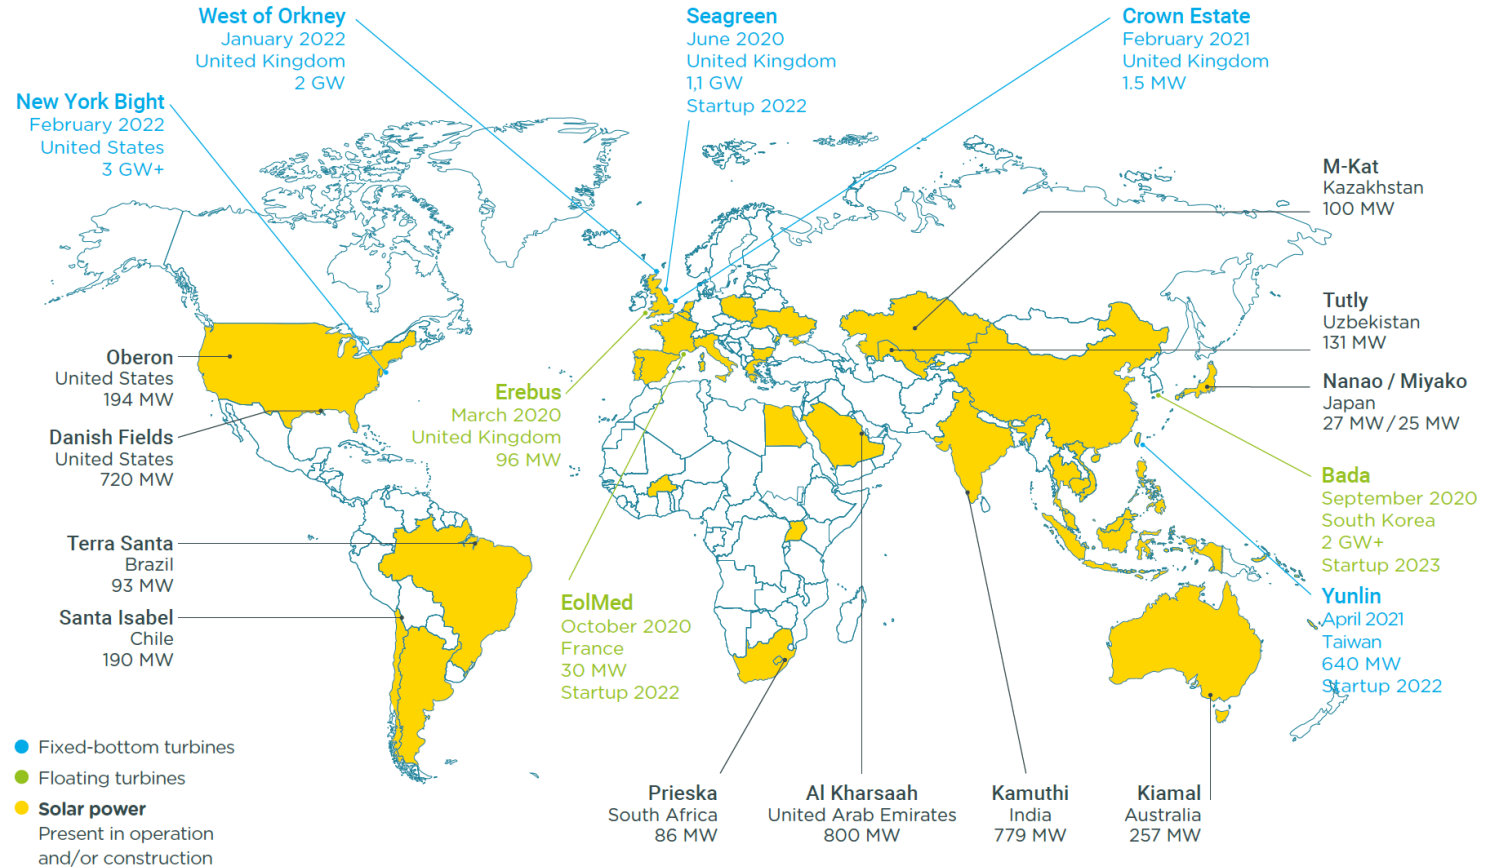 West of Orkney
January 2022
United Kingdom
2 GW
Seagreen
June 2020
United Kingdom
1,1 GW
Startup 2022
Crown Estate
February 2021
United Kingdom
1.5 MW
New York Bight
February 2022
United States
3 GW+
M-Kat
Kazakhstan
100 MW
Tutly
Uzbekistan
131 MW
Nanao / Miyako
Japan
27 MW / 25 MW
Oberon
United States
194 MW
Danish Fields
United States
720 MW
Erebus
March 2020
United Kingdom
96 MW
Bada
September 2020
South Korea
2 GW+
Startup 2023
Terra Santa
Brazil
93 MW
Santa Isabel
Chile
190 MW
EolMed
October 2020
France
30 MW
Startup 2022
Yunlin
April 2021
Taiwan
640 MW
Startup 2022
Fixed-bottom turbines
Floating turbines
Solar power
Present in operation
and/or construction
Prieska
South Africa
86 MW
Al Kharsaah
United Arab Emirates
800 MW
Kamuthi
India
779 MW
Kiamal
Australia
257 MW